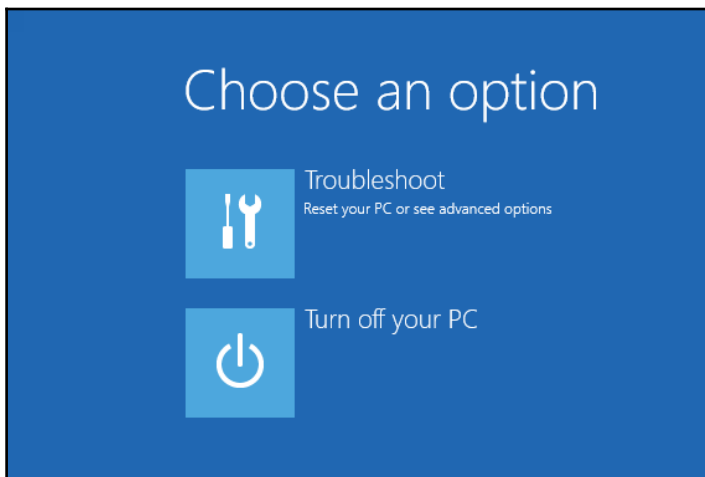 Choose an option
Troubleshoot
Reset your PC or see advanced options
Turn off your PC